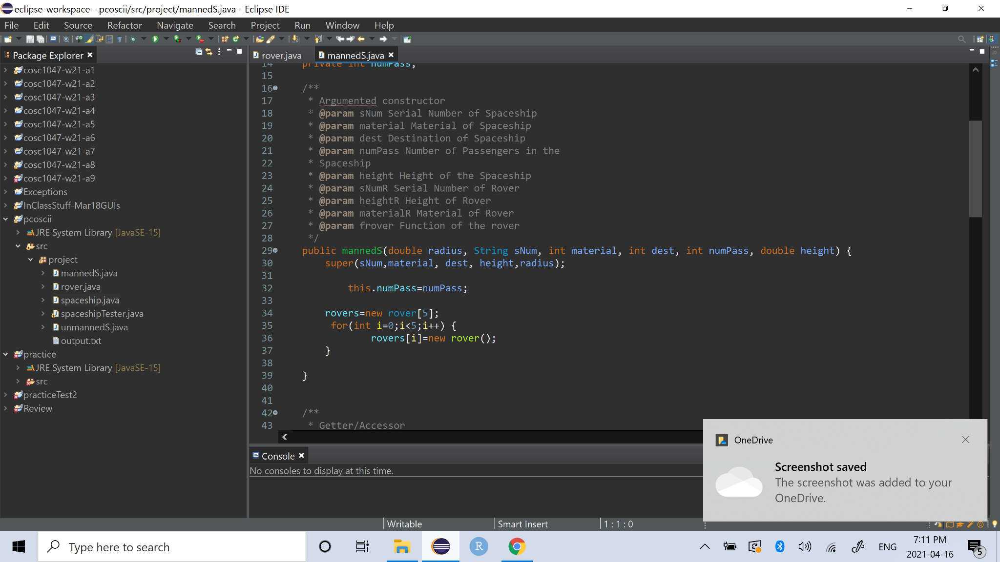 eclipse-workspace - pcoscii/src/project/mannedS.java - Eclipse IDE
File Edit Source Refactor Navigate Search Project Run Window Help
Package Explorer
cosc1047-w21-a1
cosc1047-w21-a2
cosc1047-w21-a3
cosc1047-w21-a4
cosc1047-w21-a5
cosc1047-w21-a6
cosc1047-w21-a7
cosc1047-w21-a8
cosc1047-w21-a9
Exceptions
InClassStuff-Mar18GUIs
pcoscii
JRE System Library [JavaSE-15]
src
project
mannedS.java
rover.java
spaceship.java
spaceshipTester.java
unmannedS.java
output.txt
practice
JRE System Library [JavaSE-15]
src
practiceTest2
Review
rover.java mannedS.java
14 private int numPass;
15
16 /**
17 * Argumented constructor
18 * @param sNum Serial Number of Spaceship
19 * @param material Material of Spaceship
20 * @param dest Destination of Spaceship
21 * @param numPass Number of Passengers in the
22 * Spaceship
23 * @param height Height of the Spaceship
24 * @param sNumR Serial Number of Rover
25 * @param heightR Height of Rover
26 * @param materialR Material of Rover
27 * @param frover Function of the rover
28 */
29 public mannedS(double radius, String sNum, int material, int dest, int numPass, double height) {
30 super(sNum,material, dest, height,radius);
31
32 this.numPass=numPass;
33
34 rovers=new rover[5];
35 for(int i=0;i<5;i++) {
36 rovers[i]=new rover();
37 }
38
39 }
40
41
42 /**
43 * Getter/Accessor
Console
No consoles to display at this time.
OneDrive
Screenshot saved
The screenshot was added to your
OneDrive.
Writable Smart Insert 1 : 1 : 0
Type here to search
R
ENG
7:11 PM
2021-04-16
5